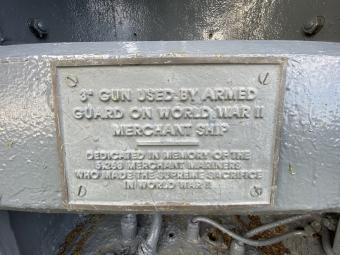 3" GUN USED BY ARMED
GUARD ON WORLD WAR II
MERCHANT SHIP
DEDICATED IN MEMORY OF THE
MERCHANT MARINERS
WHO MADE THE SUPREME SACRIFICE
IN WORLD WAR II